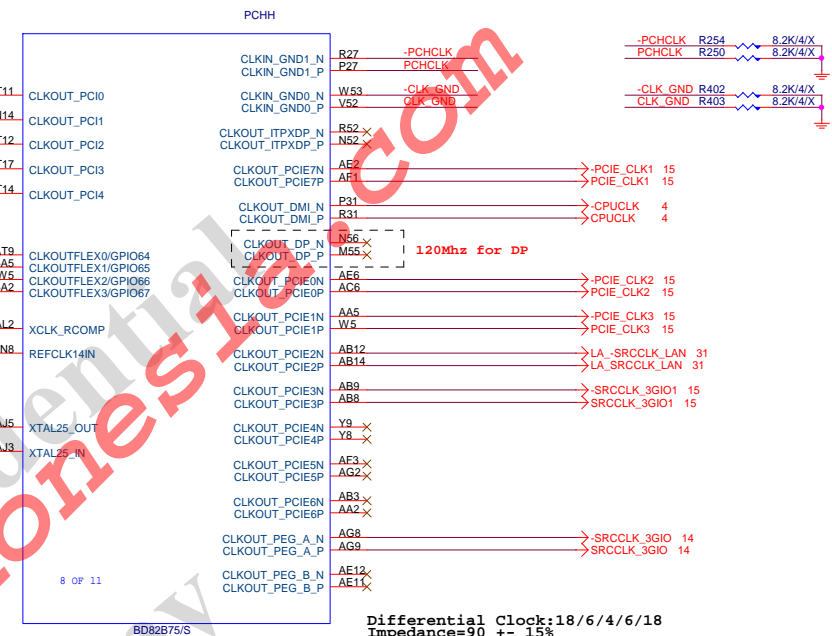 PCHH
CLKIN_GND1_N R27 -PCHCLK
CLKIN_GND1_P P27 PCHCLK
-PCHCLK R254 8.2K/4/X
PCHCLK R250 8.2K/4/X
CLKOUT_PCI0
CLKIN_GND0_N W53 -CLK_GND
CLKIN_GND0_P V52 CLK_GND
-CLK_GND R402 8.2K/4/X
CLK_GND R403 8.2K/4/X
CLKOUT_PCI1
CLKOUT_ITPXDP_N R52
CLKOUT_ITPXDP_P N52
CLKOUT_PCI2
CLKOUT_PCI3
CLKOUT_PCIE7N AE2 -PCIE_CLK1 15
CLKOUT_PCIE7P AF1 PCIE_CLK1 15
CLKOUT_PCI4
CLKOUT_DMI_N P31 -CPUCLK 4
CLKOUT_DMI_P R31 CPUCLK 4
CLKOUT_DP_N N56
CLKOUT_DP_P M55
120Mhz for DP
CLKOUTFLEX0/GPIO64
CLKOUTFLEX1/GPIO65
CLKOUTFLEX2/GPIO66
CLKOUTFLEX3/GPIO67
CLKOUT_PCIE0N AE6 -PCIE_CLK2 15
CLKOUT_PCIE0P AC6 PCIE_CLK2 15
CLKOUT_PCIE1N AA5 -PCIE_CLK3 15
CLKOUT_PCIE1P W5 PCIE_CLK3 15
XCLK_RCOMP
REFCLK14IN
CLKOUT_PCIE2N AB12 LA_-SRCCLK_LAN 31
CLKOUT_PCIE2P AB14 LA_SRCCLK_LAN 31
CLKOUT_PCIE3N AB9 -SRCCLK_3GIO1 15
CLKOUT_PCIE3P AB8 SRCCLK_3GIO1 15
XTAL25_OUT
XTAL25_IN
CLKOUT_PCIE4N Y9
CLKOUT_PCIE4P Y8
CLKOUT_PCIE5N AF3
CLKOUT_PCIE5P AG2
CLKOUT_PCIE6N AB3
CLKOUT_PCIE6P AA2
CLKOUT_PEG_A_N AG8 -SRCCLK_3GIO 14
CLKOUT_PEG_A_P AG9 SRCCLK_3GIO 14
CLKOUT_PEG_B_N AE12
CLKOUT_PEG_B_P AE11
8 OF 11
BD82B75/S
Differential Clock:18/6/4/6/18
Impedance=90 +- 15%
onesia.com
dential